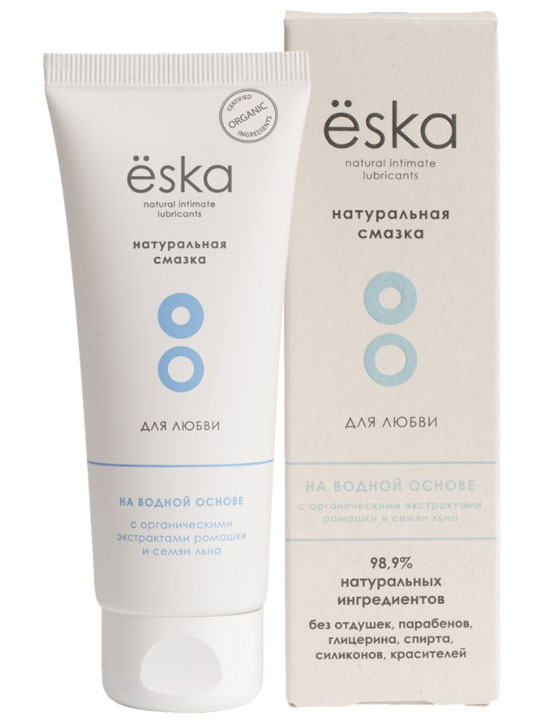 CERTIFIED
ORGANIC
INGREDIENTS
ëska
natural intimate
lubricants
натуральная
смазка
ДЛЯ ЛЮБВИ
НА ВОДНОЙ ОСНОВЕ
с органическими
экстрактами ромашки
и семян льна
ëska
natural intimate
lubricants
натуральная
смазка
ДЛЯ ЛЮБВИ
НА ВОДНОЙ ОСНОВЕ
с органическими экстрактами
ромашки и семян льна
98,9%
натуральных
ингредиентов
без отдушек, парабенов,
глицерина, спирта,
силиконов, красителей